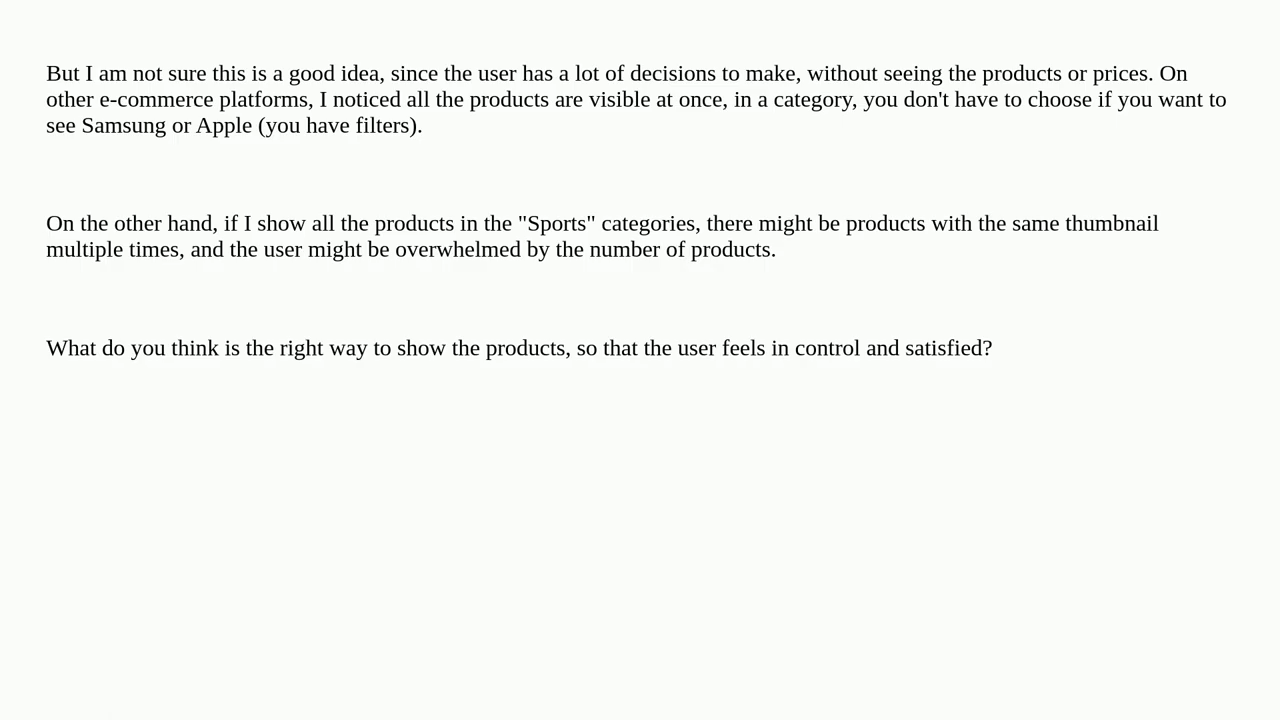 But I am not sure this is a good idea, since the user has a lot of decisions to make, without seeing the products or prices. On
other e-commerce platforms, I noticed all the products are visible at once, in a category, you don't have to choose if you want to
see Samsung or Apple (you have filters).
On the other hand, if I show all the products in the "Sports" categories, there might be products with the same thumbnail
multiple times, and the user might be overwhelmed by the number of products.
What do you think is the right way to show the products, so that the user feels in control and satisfied?